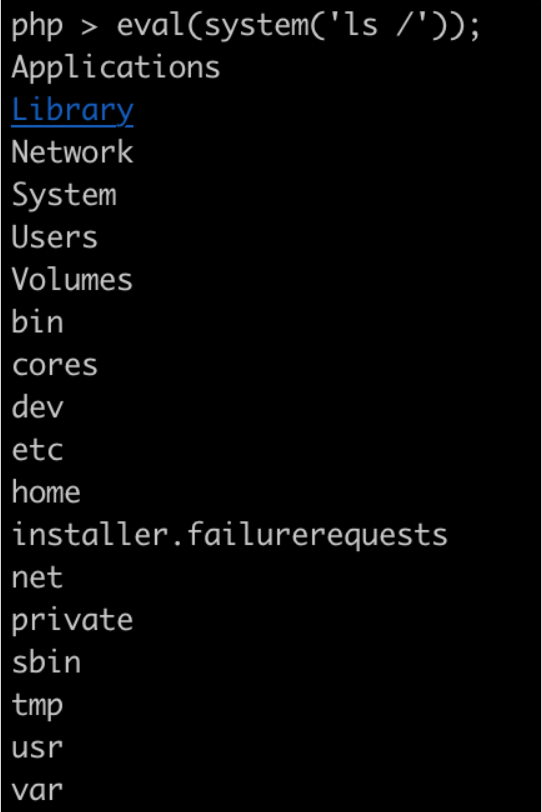 php > eval(system('ls /'));
Applications
Library
Network
System
Users
Volumes
bin
cores
dev
etc
home
installer.failurerequests
net
private
sbin
tmp
usr
var